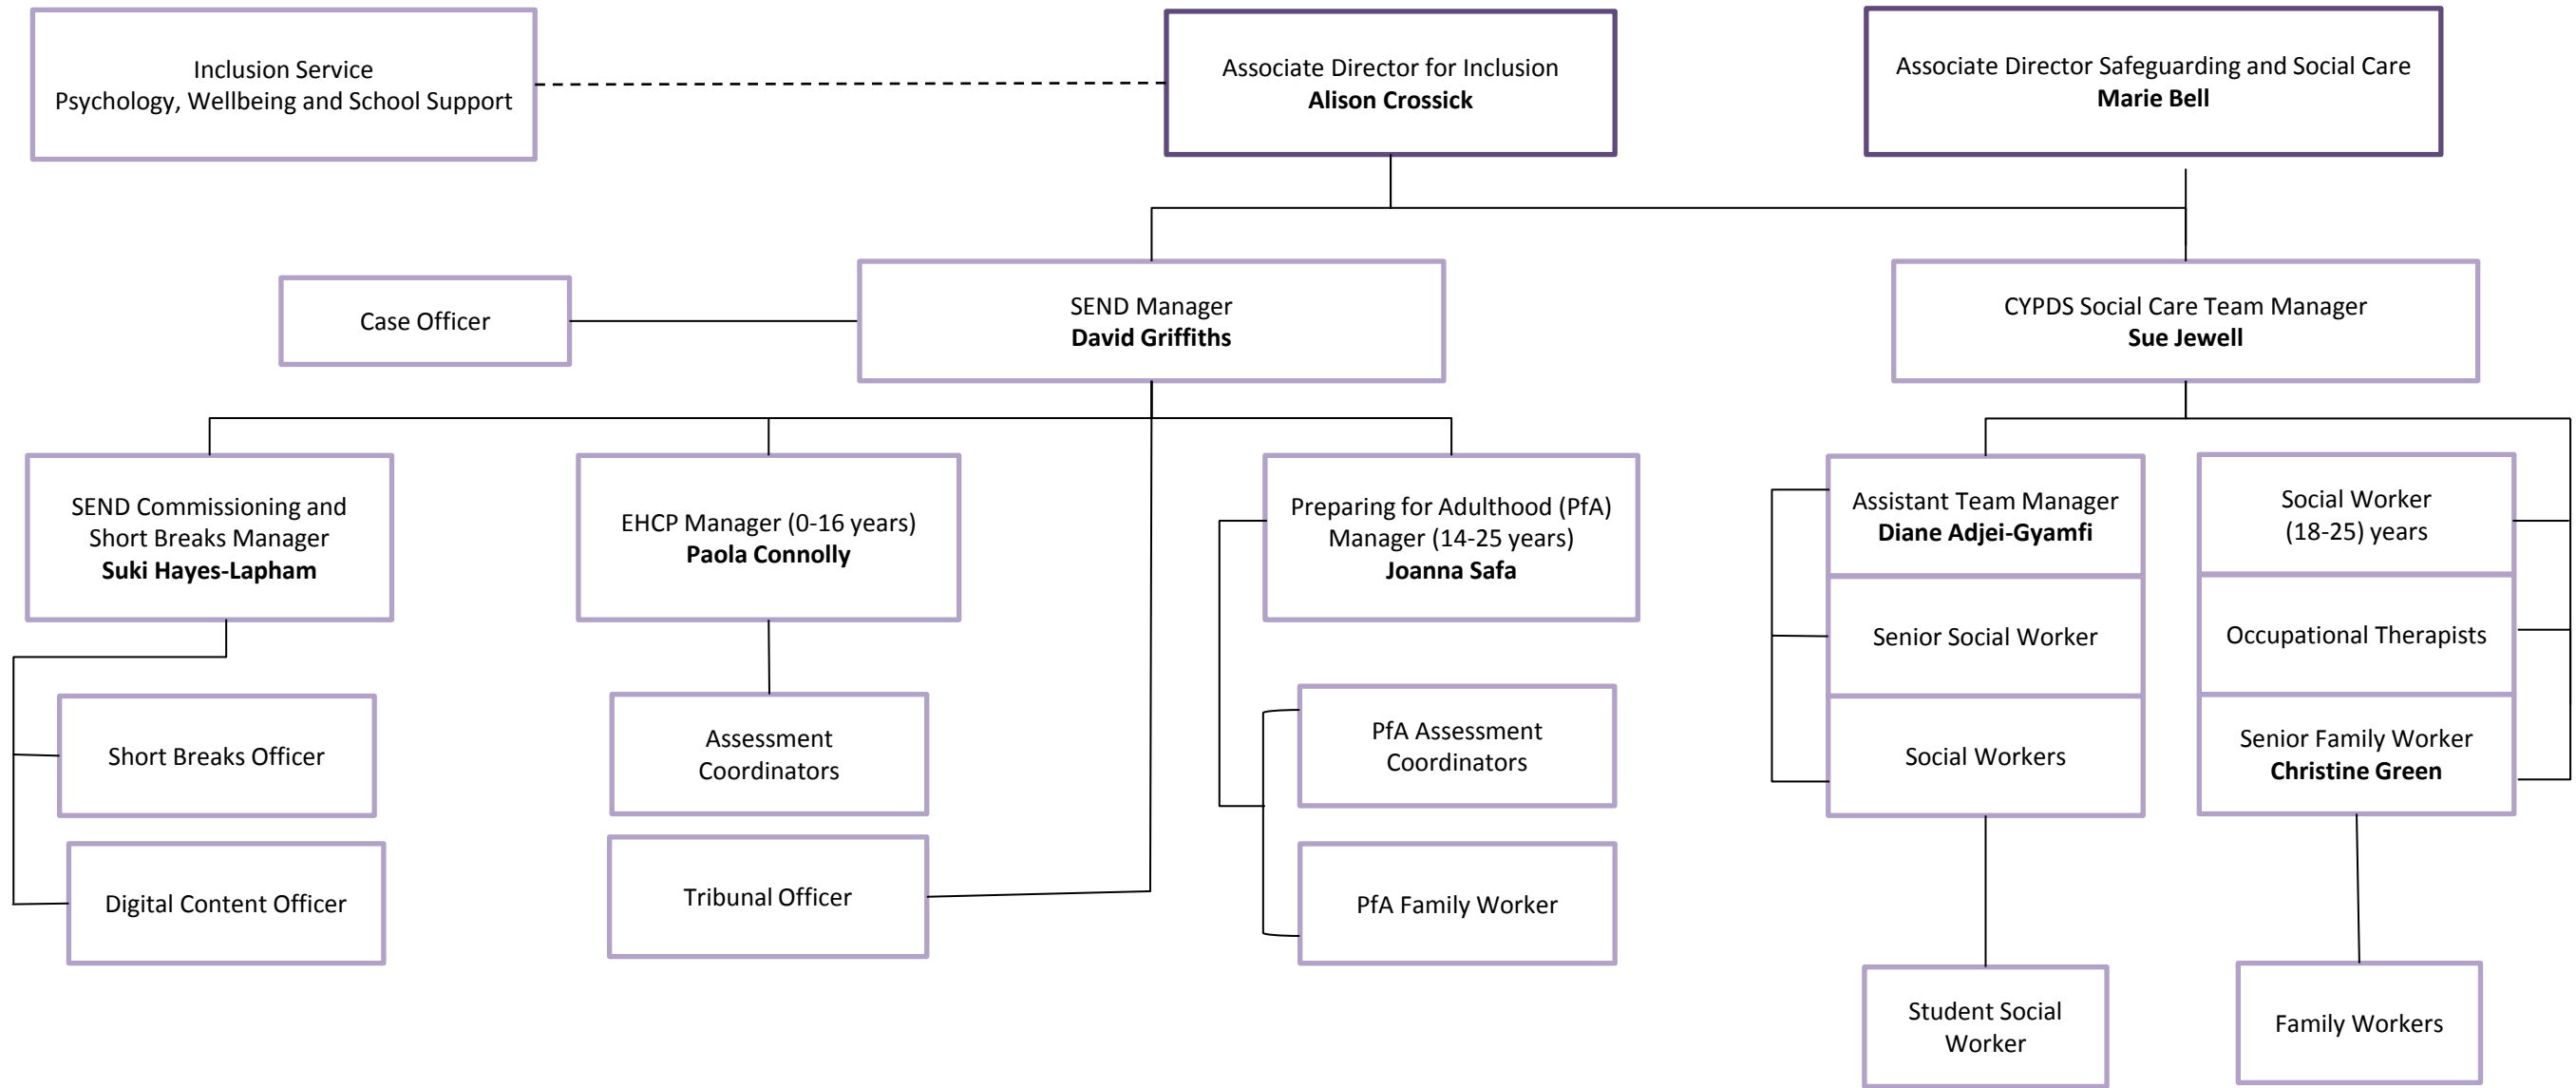 Inclusion Service
Psychology, Wellbeing and School Support
Associate Director for Inclusion
Alison Crossick
Associate Director Safeguarding and Social Care
Marie Bell
Case Officer
SEND Manager
David Griffiths
CYPDS Social Care Team Manager
Sue Jewell
SEND Commissioning and
Short Breaks Manager
Suki Hayes-Lapham
EHCP Manager (0-16 years)
Paola Connolly
Preparing for Adulthood (PfA)
Manager (14-25 years)
Joanna Safa
Assistant Team Manager
Diane Adjei-Gyamfi
Social Worker
(18-25) years
Senior Social Worker
Occupational Therapists
Short Breaks Officer
Assessment
Coordinators
PfA Assessment
Coordinators
Social Workers
Senior Family Worker
Christine Green
Digital Content Officer
Tribunal Officer
PfA Family Worker
Student Social
Worker
Family Workers